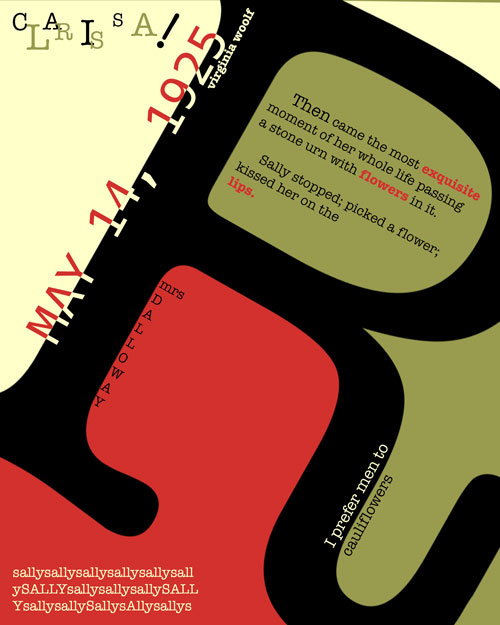 CLARISSA!
MAY 14, 1925
virginia woolf
Then came the most exquisite
moment of her whole life passing
a stone urn with flowers in it.
Sally stopped; picked a flower;
kissed her on the
lips.
mrs
DALLOWAY
I prefer men to
cauliflowers
sallysallysallysallysallysall
ySALLYsallysallysallySALL
YsallysallySallysAllysallys